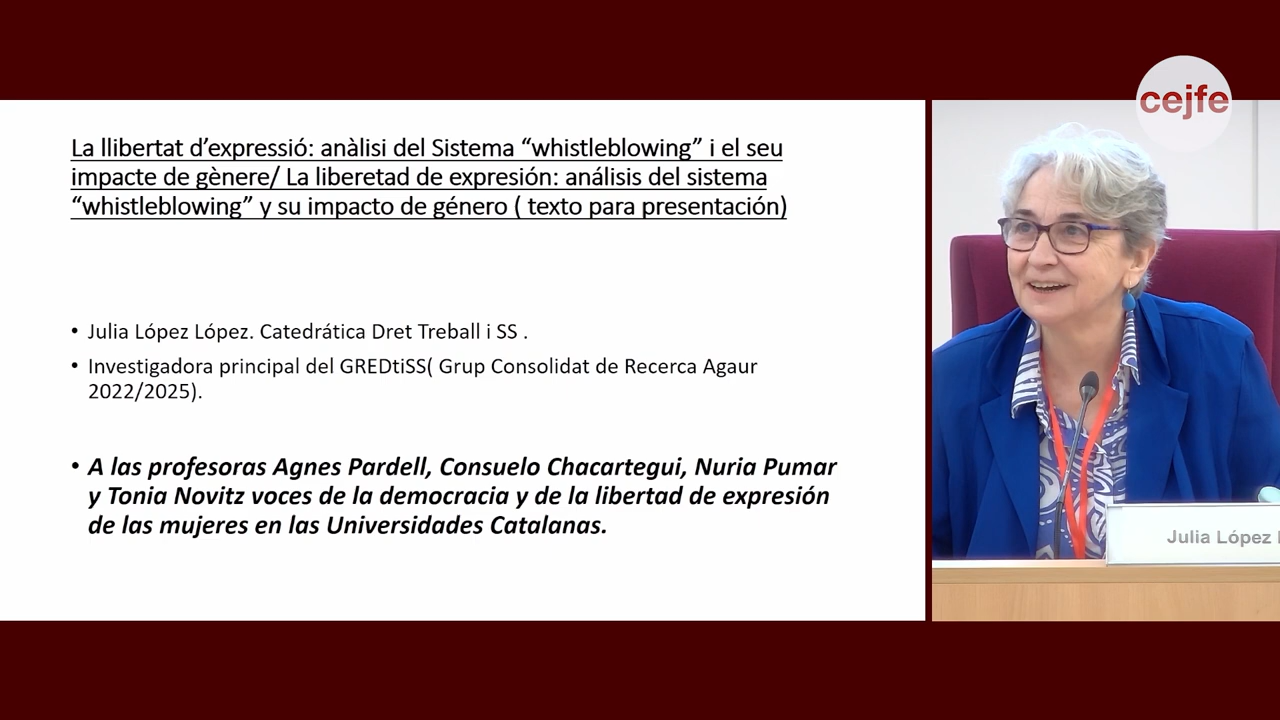 cejfe
La llibertat d’expressió: anàlisi del Sistema “whistleblowing” i el seu
impacte de gènere/ La liberetad de expresión: análisis del sistema
“whistleblowing” y su impacto de género ( texto para presentación)
• Julia López López. Catedrática Dret Treball i SS .
• Investigadora principal del GREDtiSS( Grup Consolidat de Recerca Agaur
2022/2025).
• A las profesoras Agnes Pardell, Consuelo Chacartegui, Nuria Pumar
y Tonia Novitz voces de la democracia y de la libertad de expresión
de las mujeres en las Universidades Catalanas.
Julia López